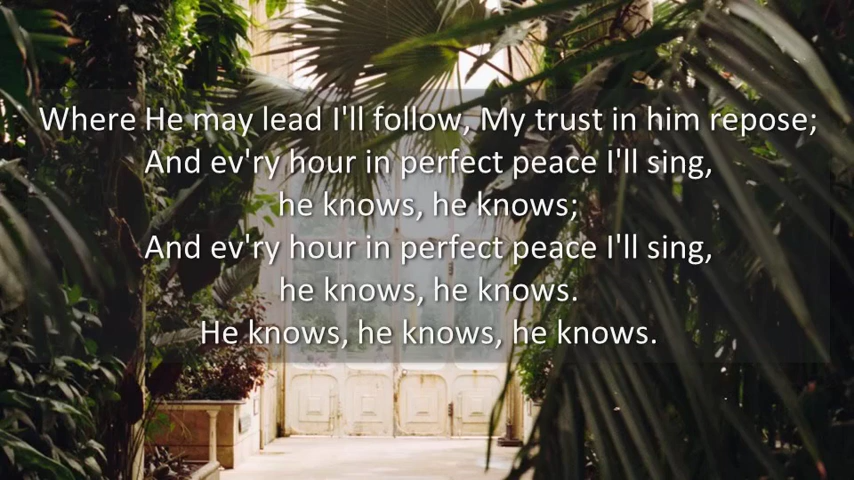 Where He may lead I'll follow, My trust in him repose;
And ev'ry hour in perfect peace I'll sing,
he knows, he knows;
And ev'ry hour in perfect peace I'll sing,
he knows, he knows.
He knows, he knows, he knows.